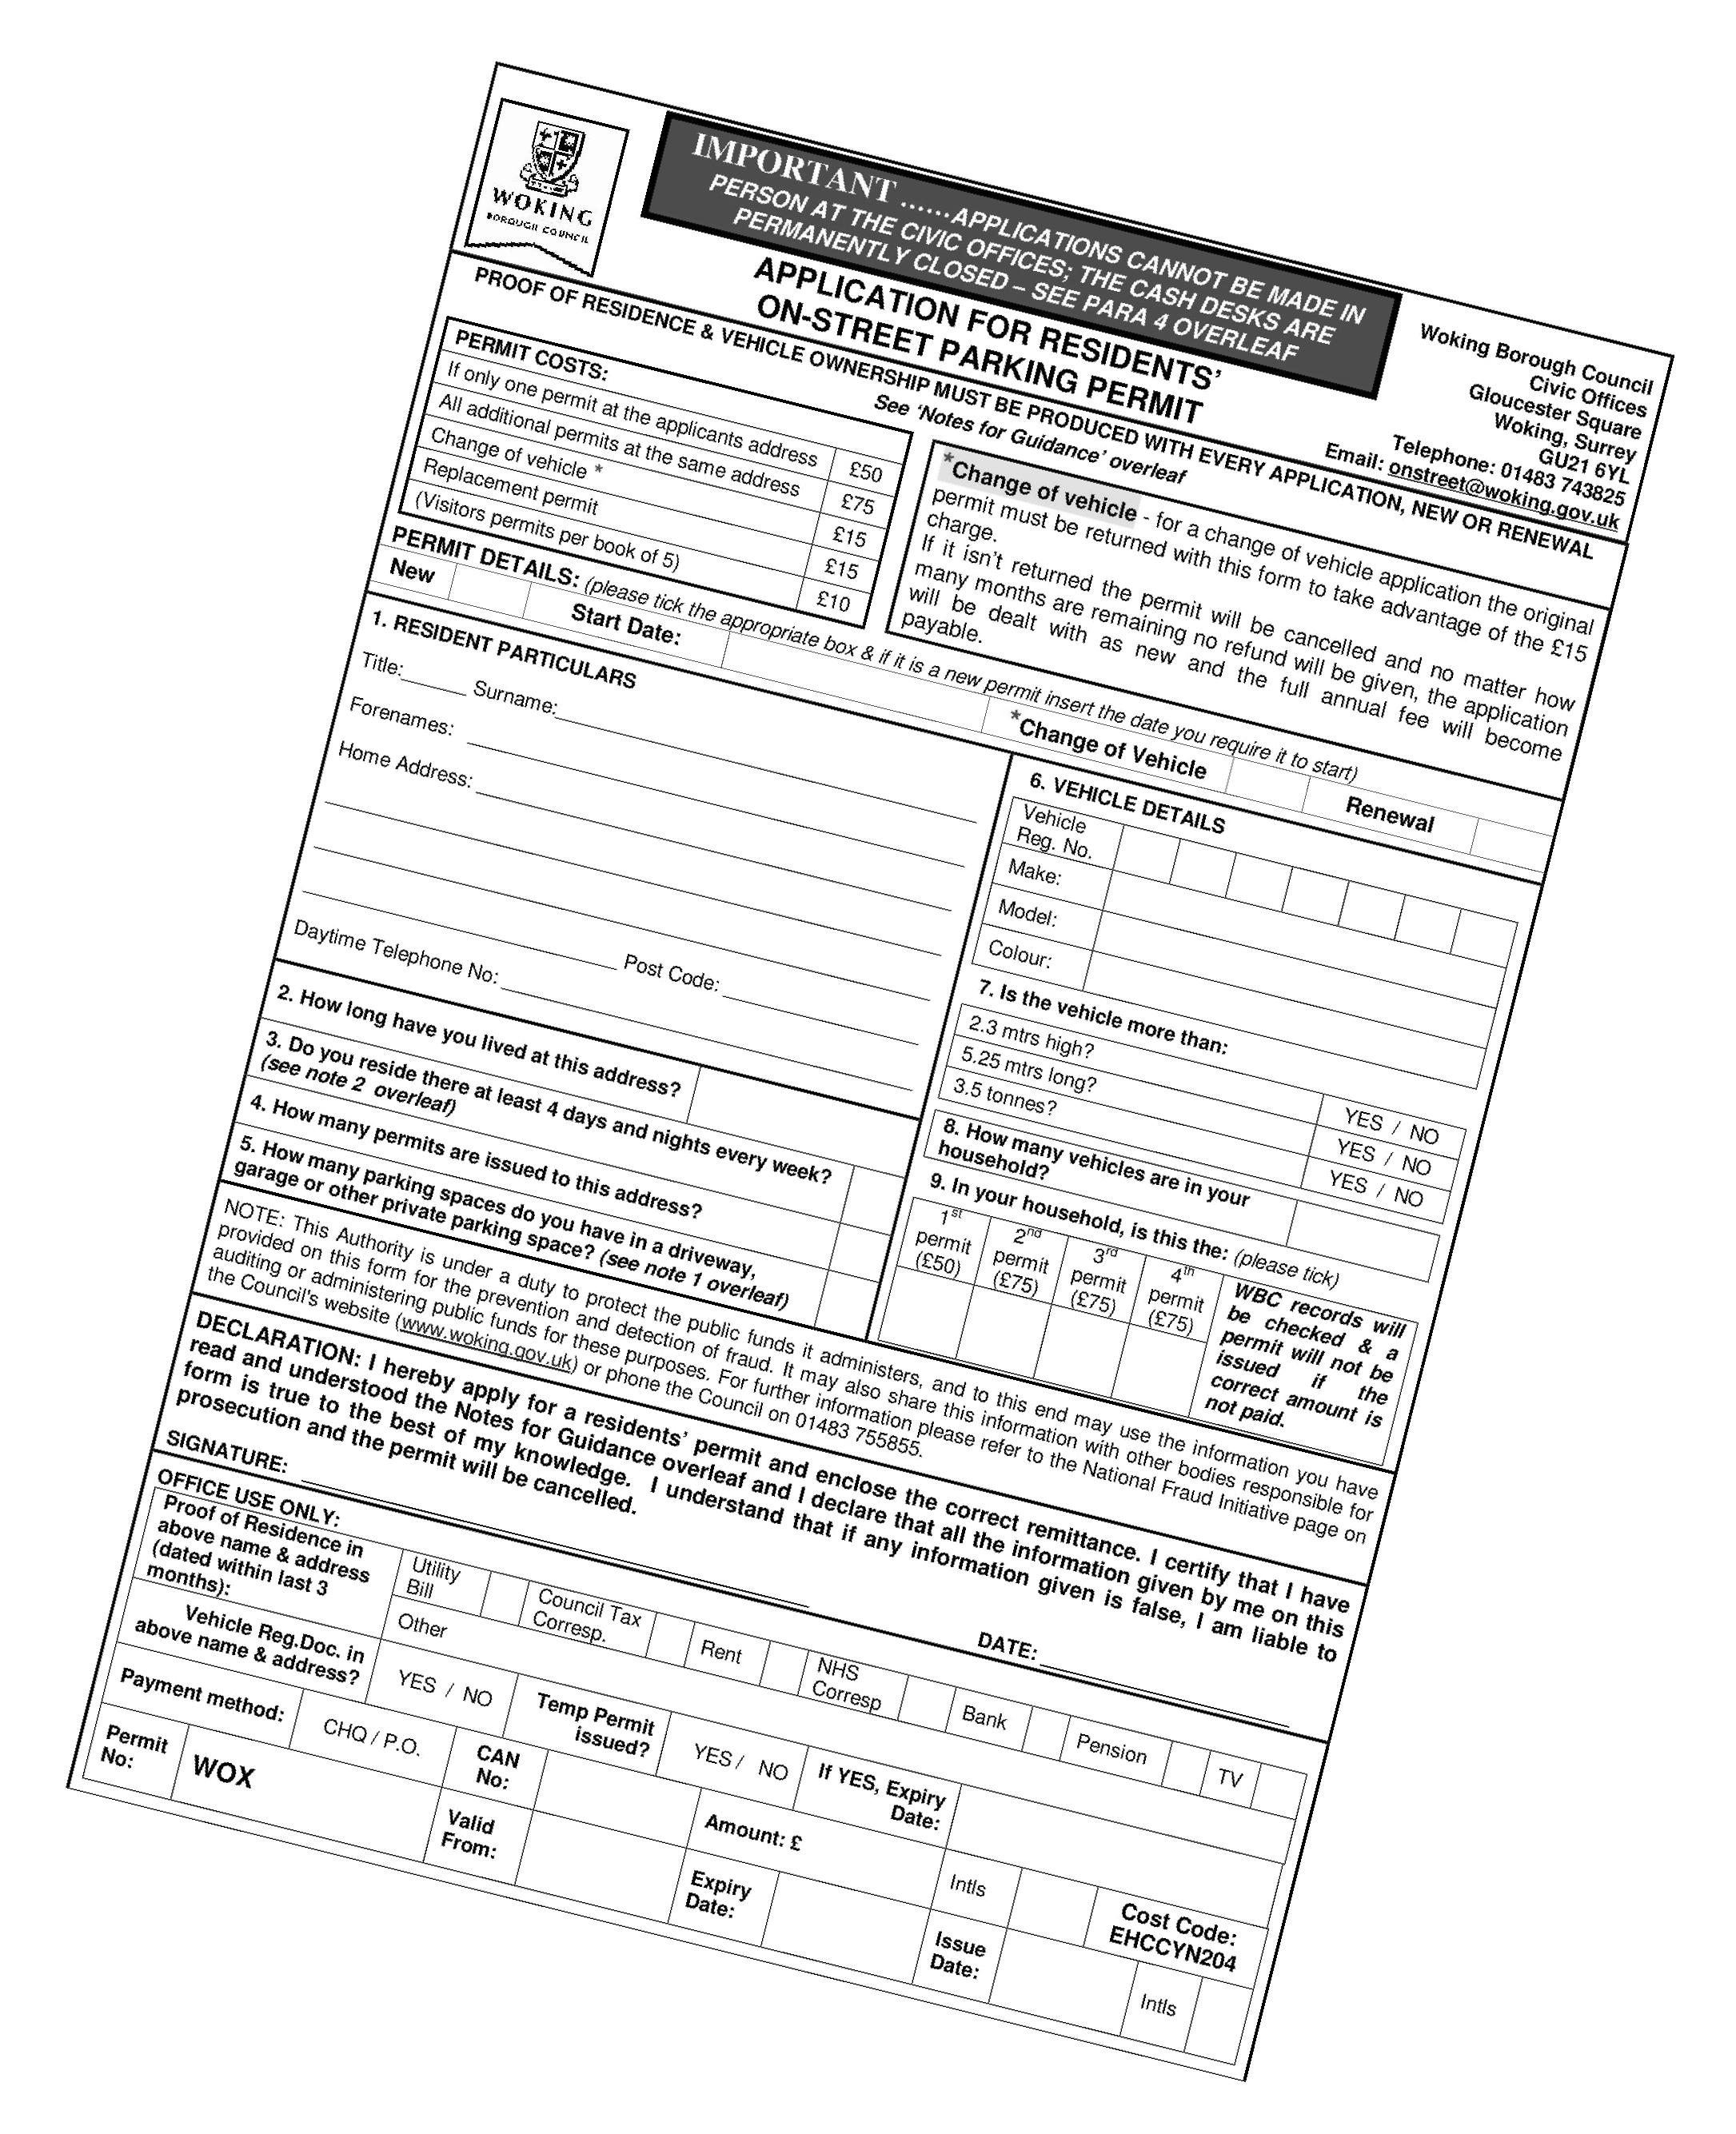 WOKING
BOROUGH COUNCIL
IMPORTANT ......APPLICATIONS CANNOT BE MADE IN
PERSON AT THE CIVIC OFFICES; THE CASH DESKS ARE
PERMANENTLY CLOSED – SEE PARA 4 OVERLEAF
APPLICATION FOR RESIDENTS’
ON-STREET PARKING PERMIT
Woking Borough Council
Civic Offices
Gloucester Square
Woking, Surrey
GU21 6YL
Telephone: 01483 743825
Email: onstreet@woking.gov.uk
PROOF OF RESIDENCE & VEHICLE OWNERSHIP MUST BE PRODUCED WITH EVERY APPLICATION, NEW OR RENEWAL
See ‘Notes for Guidance’ overleaf
PERMIT COSTS:
If only one permit at the applicants address £50
All additional permits at the same address £75
Change of vehicle * £15
Replacement permit £15
(Visitors permits per book of 5) £10
*Change of vehicle - for a change of vehicle application the original
permit must be returned with this form to take advantage of the £15
charge.
If it isn’t returned the permit will be cancelled and no matter how
many months are remaining no refund will be given, the application
will be dealt with as new and the full annual fee will become
payable.
PERMIT DETAILS: (please tick the appropriate box & if it is a new permit insert the date you require it to start)
New Start Date: *Change of Vehicle Renewal
1. RESIDENT PARTICULARS
Title: Surname:
Forenames:
Home Address:
Post Code:
Daytime Telephone No:
2. How long have you lived at this address?
3. Do you reside there at least 4 days and nights every week?
(see note 2 overleaf)
4. How many permits are issued to this address?
5. How many parking spaces do you have in a driveway,
garage or other private parking space? (see note 1 overleaf)
6. VEHICLE DETAILS
Vehicle
Reg. No.
Make:
Model:
Colour:
7. Is the vehicle more than:
2.3 mtrs high? YES / NO
5.25 mtrs long? YES / NO
3.5 tonnes? YES / NO
8. How many vehicles are in your
household?
9. In your household, is this the: (please tick)
1st
permit
(£50)
2nd
permit
(£75)
3rd
permit
(£75)
4th
permit
(£75)
WBC records will
be checked & a
permit will not be
issued if the
correct amount is
not paid.
NOTE: This Authority is under a duty to protect the public funds it administers, and to this end may use the information you have
provided on this form for the prevention and detection of fraud. It may also share this information with other bodies responsible for
auditing or administering public funds for these purposes. For further information please refer to the National Fraud Initiative page on
the Council’s website (www.woking.gov.uk) or phone the Council on 01483 755855.
DECLARATION: I hereby apply for a residents’ permit and enclose the correct remittance. I certify that I have
read and understood the Notes for Guidance overleaf and I declare that all the information given by me on this
form is true to the best of my knowledge. I understand that if any information given is false, I am liable to
prosecution and the permit will be cancelled.
SIGNATURE: DATE:
OFFICE USE ONLY:
Proof of Residence in
above name & address
(dated within last 3
months):
Utility
Bill
Council Tax
Corresp.
Rent
NHS
Corresp
Bank
Pension
TV
Other
Vehicle Reg.Doc. in
above name & address?
YES / NO
Temp Permit
issued?
YES / NO
If YES, Expiry
Date:
Payment method:
CHQ / P.O.
CAN
No:
Amount: £
Intls
Cost Code:
EHCCYN204
Permit
No:
WOX
Valid
From:
Expiry
Date:
Issue
Date:
Intls